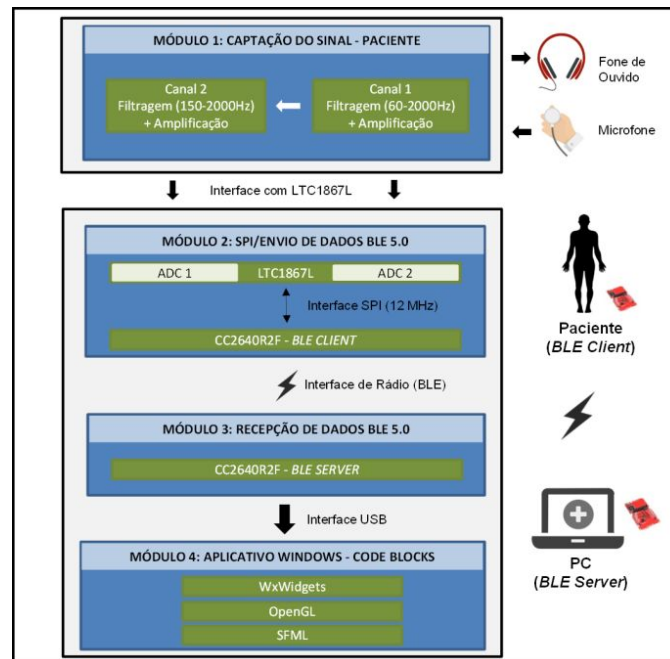 MÓDULO 1: CAPTAÇÃO DO SINAL - PACIENTE
Canal 2
Filtragem (150-2000Hz)
+ Amplificação
Canal 1
Filtragem (60-2000Hz)
+ Amplificação
Fone de
Ouvido
Microfone
Interface com LTC1867L
MÓDULO 2: SPI/ENVIO DE DADOS BLE 5.0
ADC 1
LTC1867L
ADC 2
Interface SPI (12 MHz)
CC2640R2F - BLE CLIENT
Paciente
(BLE Client)
Interface de Rádio (BLE)
MÓDULO 3: RECEPÇÃO DE DADOS BLE 5.0
CC2640R2F - BLE SERVER
Interface USB
PC
(BLE Server)
MÓDULO 4: APLICATIVO WINDOWS - CODE BLOCKS
WxWidgets
OpenGL
SFML